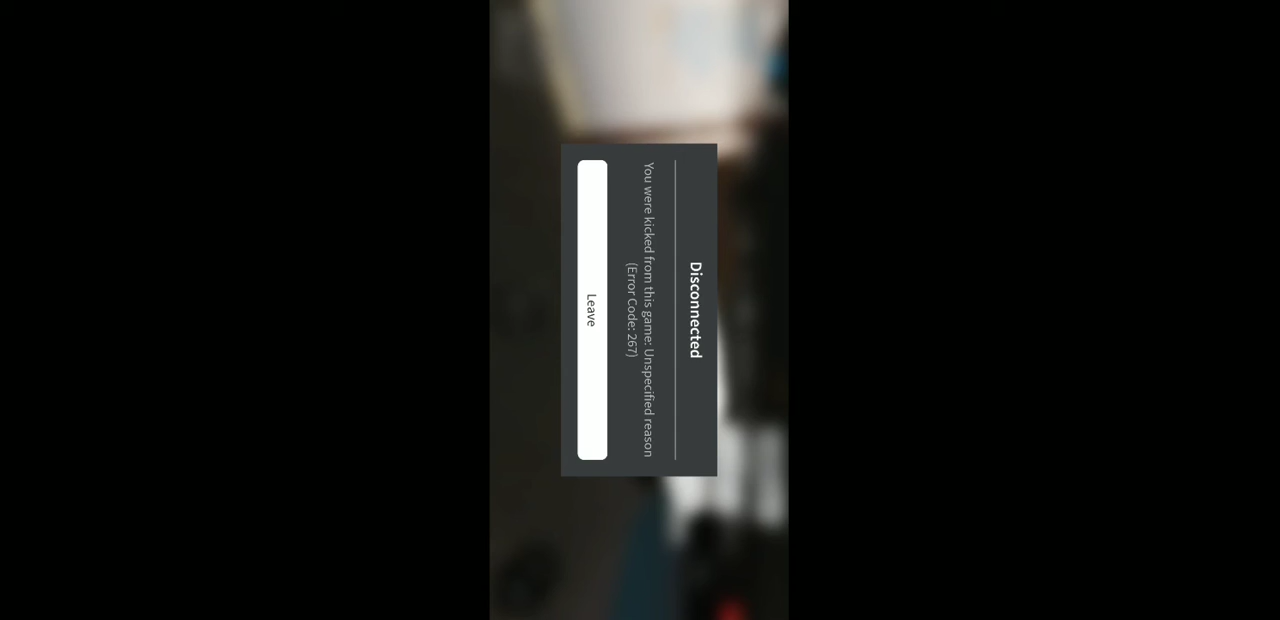 Disconnected
You were kicked from this game: Unspecified reason
(Error Code: 267)
Leave